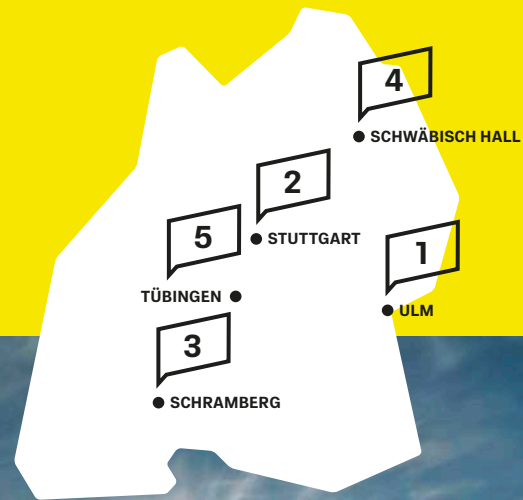 4
SCHWÄBISCH HALL
2
STUTTGART
5
TÜBINGEN
1
ULM
3
SCHRAMBERG